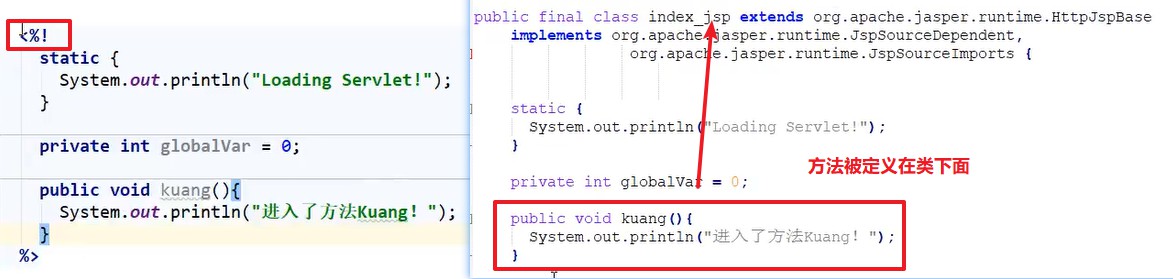 <%!
static {
System.out.println("Loading Servlet!");
}
private int globalVar = 0;
public void kuang(){
System.out.println("进入了方法Kuang！");
}
%>
public final class index_jsp extends org.apache.jasper.runtime.HttpJspBase
implements org.apache.jasper.runtime.JspSourceDependent,
org.apache.jasper.runtime.JspSourceImports {
static {
System.out.println("Loading Servlet!");
}
方法被定义在类下面
private int globalVar = 0;
public void kuang(){
System.out.println("进入了方法Kuang！");
}